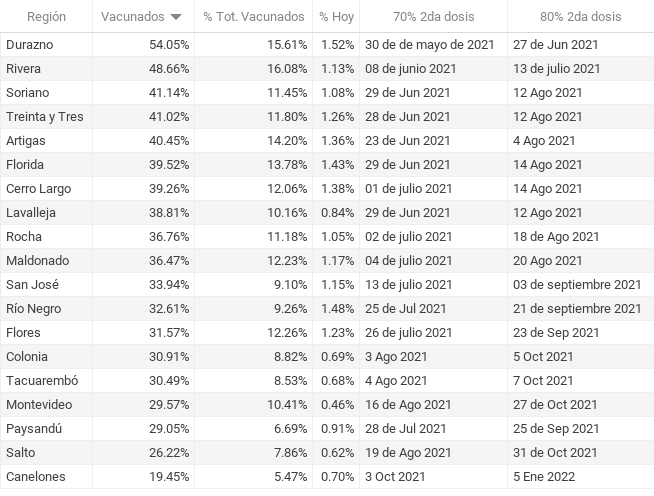 Región Vacunados % Tot. Vacunados % Hoy 70% 2da dosis 80% 2da dosis
Durazno 54.05% 15.61% 1.52% 30 de de mayo de 2021 27 de Jun 2021
Rivera 48.66% 16.08% 1.13% 08 de junio 2021 13 de julio 2021
Soriano 41.14% 11.45% 1.08% 29 de Jun 2021 12 Ago 2021
Treinta y Tres 41.02% 11.80% 1.26% 28 de Jun 2021 12 Ago 2021
Artigas 40.45% 14.20% 1.36% 23 de Jun 2021 4 Ago 2021
Florida 39.52% 13.78% 1.43% 29 de Jun 2021 14 Ago 2021
Cerro Largo 39.26% 12.06% 1.38% 01 de julio 2021 14 Ago 2021
Lavalleja 38.81% 10.16% 0.84% 29 de Jun 2021 12 Ago 2021
Rocha 36.76% 11.18% 1.05% 02 de julio 2021 18 de Ago 2021
Maldonado 36.47% 12.23% 1.17% 04 de julio 2021 20 Ago 2021
San José 33.94% 9.10% 1.15% 13 de julio 2021 03 de septiembre 2021
Río Negro 32.61% 9.26% 1.48% 25 de Jul 2021 21 de septiembre 2021
Flores 31.57% 12.26% 1.23% 26 de julio 2021 23 de Sep 2021
Colonia 30.91% 8.82% 0.69% 3 Ago 2021 5 Oct 2021
Tacuarembó 30.49% 8.53% 0.68% 4 Ago 2021 7 Oct 2021
Montevideo 29.57% 10.41% 0.46% 16 de Ago 2021 27 de Oct 2021
Paysandú 29.05% 6.69% 0.91% 28 de Jul 2021 25 de Sep 2021
Salto 26.22% 7.86% 0.62% 19 de Ago 2021 31 de Oct 2021
Canelones 19.45% 5.47% 0.70% 3 Oct 2021 5 Ene 2022